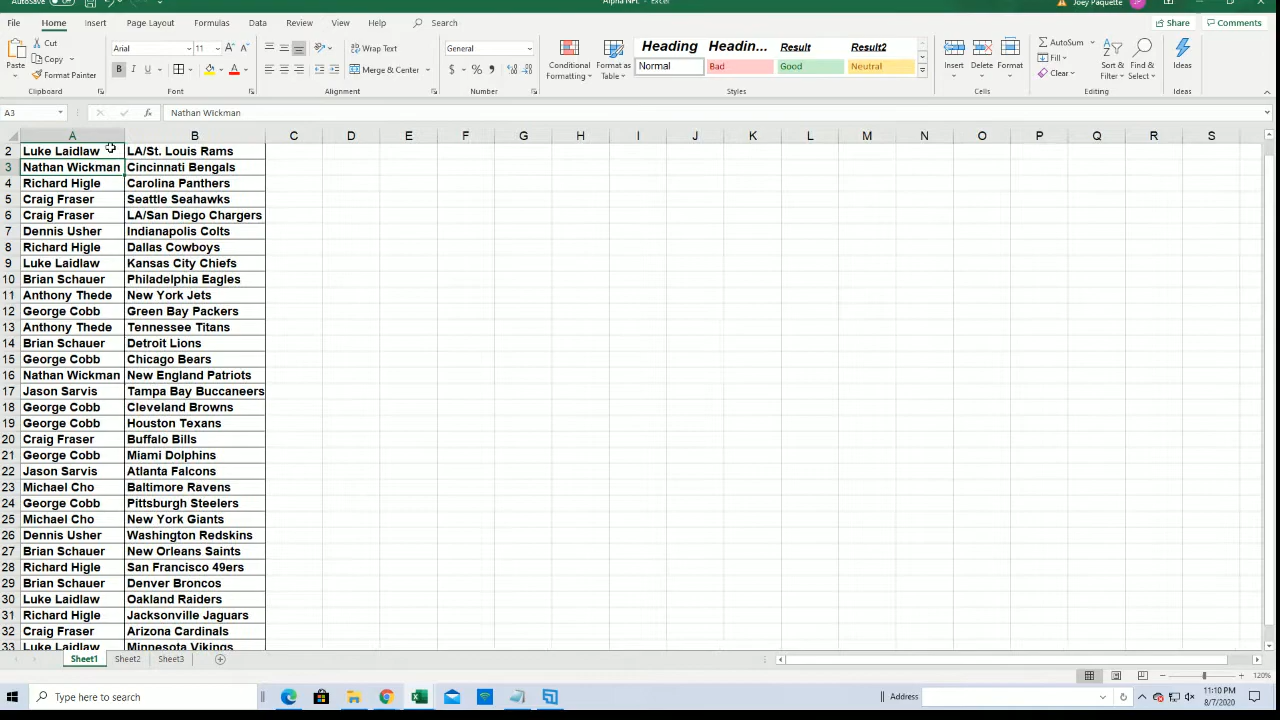 AutoSave
Alpha NFL - Excel
Joey Paquette
JP
File Home Insert Page Layout Formulas Data Review View Help Search Share Comments
Paste Cut Copy Format Painter Clipboard
Arial 11 A A B I U A Font
Wrap Text Merge & Center Alignment
General $ % , Number
Conditional Formatting Format as Table
Heading Headin... Result Result2
Normal Bad Good Neutral
Styles
Insert Delete Format Cells
AutoSum Fill Clear Sort & Filter Find & Select Editing
Ideas Ideas
A3 fx Nathan Wickman
A B C D E F G H I J K L M N O P Q R S
2 Luke Laidlaw LA/St. Louis Rams
3 Nathan Wickman Cincinnati Bengals
4 Richard Higle Carolina Panthers
5 Craig Fraser Seattle Seahawks
6 Craig Fraser LA/San Diego Chargers
7 Dennis Usher Indianapolis Colts
8 Richard Higle Dallas Cowboys
9 Luke Laidlaw Kansas City Chiefs
10 Brian Schauer Philadelphia Eagles
11 Anthony Thede New York Jets
12 George Cobb Green Bay Packers
13 Anthony Thede Tennessee Titans
14 Brian Schauer Detroit Lions
15 George Cobb Chicago Bears
16 Nathan Wickman New England Patriots
17 Jason Sarvis Tampa Bay Buccaneers
18 George Cobb Cleveland Browns
19 George Cobb Houston Texans
20 Craig Fraser Buffalo Bills
21 George Cobb Miami Dolphins
22 Jason Sarvis Atlanta Falcons
23 Michael Cho Baltimore Ravens
24 George Cobb Pittsburgh Steelers
25 Michael Cho New York Giants
26 Dennis Usher Washington Redskins
27 Brian Schauer New Orleans Saints
28 Richard Higle San Francisco 49ers
29 Brian Schauer Denver Broncos
30 Luke Laidlaw Oakland Raiders
31 Richard Higle Jacksonville Jaguars
32 Craig Fraser Arizona Cardinals
33 Luke Laidlaw Minnesota Vikings
Sheet1 Sheet2 Sheet3
120%
Type here to search
Address
11:10 PM
8/7/2020